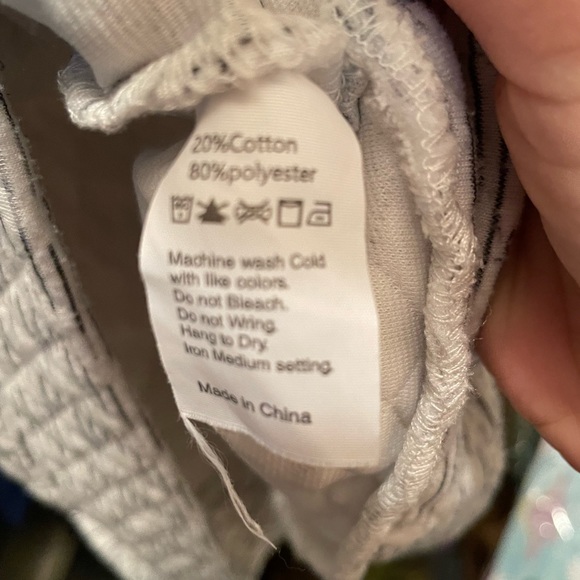 20%Cotton
80%polyester
Machine wash Cold
with like colors.
Do not Bleach.
Do not Wring.
Hang to Dry.
Iron Medium setting.
Made in China